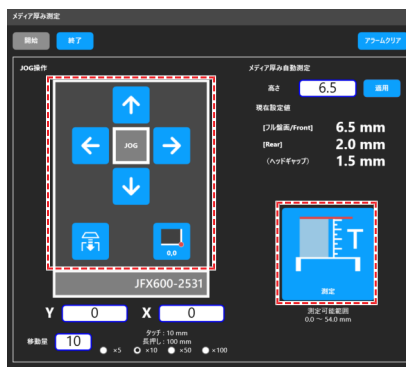 メディア厚み測定
開始
終了
アラームクリア
JOG操作
JOG
0,0
JFX600-2531
Y 0 X 0
移動量 10
タッチ: 10 mm
長押し: 100 mm
×5 ×10 ×50 ×100
メディア厚み自動測定
高さ 6.5 適用
現在設定値
[フル盤面/Front] 6.5 mm
[Rear] 2.0 mm
(ヘッドギャップ) 1.5 mm
T
測定
測定可能範囲
0.0 ～ 54.0 mm